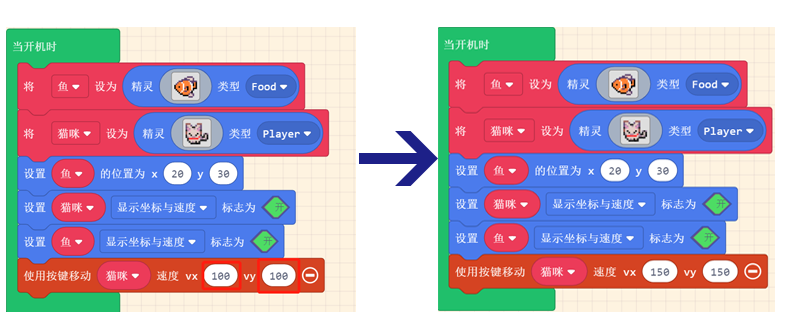 当开机时
将 鱼 设为 精灵 类型 Food
将 猫咪 设为 精灵 类型 Player
设置 鱼 的位置为 x 20 y 30
设置 猫咪 显示坐标与速度 标志为 开
设置 鱼 显示坐标与速度 标志为 开
使用按键移动 猫咪 速度 vx 100 vy 100
当开机时
将 鱼 设为 精灵 类型 Food
将 猫咪 设为 精灵 类型 Player
设置 鱼 的位置为 x 20 y 30
设置 猫咪 显示坐标与速度 标志为 开
设置 鱼 显示坐标与速度 标志为 开
使用按键移动 猫咪 速度 vx 150 vy 150